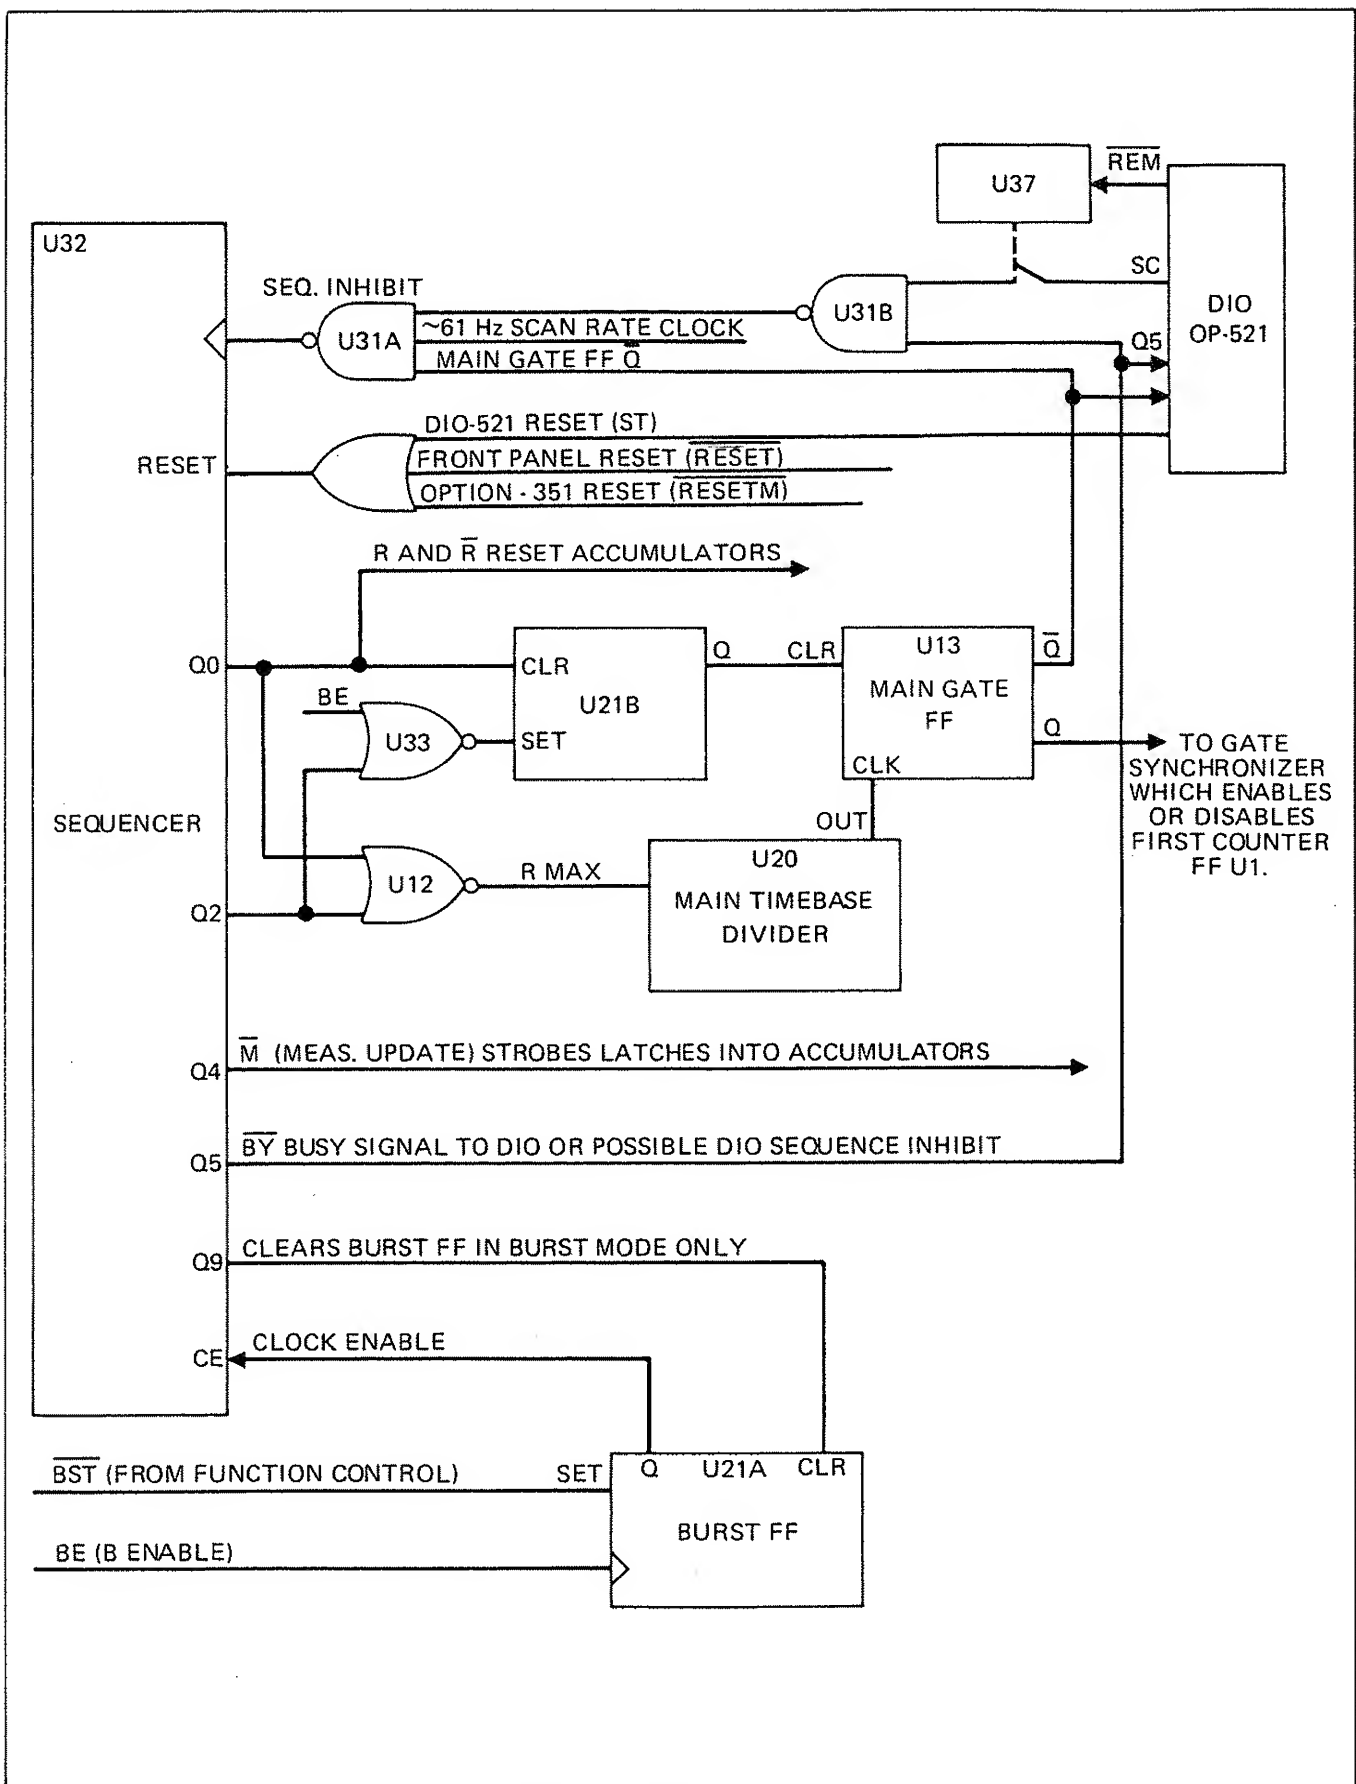 REM
U37
U32
SC
SEQ. INHIBIT
DIO
OP-521
U31B
~61 Hz SCAN RATE CLOCK
U31A
Q5
MAIN GATE FF Q̅
DIO-521 RESET (ST)
RESET
FRONT PANEL RESET (R̅E̅S̅E̅T̅)
OPTION - 351 RESET (R̅E̅S̅E̅T̅M̅)
R AND R̅ RESET ACCUMULATORS
Q0
CLR
Q
CLR
U13
Q̅
MAIN GATE
FF
U21B
BE
U33
SET
Q
CLK
TO GATE
SYNCHRONIZER
WHICH ENABLES
OR DISABLES
FIRST COUNTER
FF U1.
SEQUENCER
OUT
U12
R MAX
U20
MAIN TIMEBASE
DIVIDER
Q2
M̅ (MEAS. UPDATE) STROBES LATCHES INTO ACCUMULATORS
Q4
B̅Y̅ BUSY SIGNAL TO DIO OR POSSIBLE DIO SEQUENCE INHIBIT
Q5
Q9
CLEARS BURST FF IN BURST MODE ONLY
CLOCK ENABLE
CE
B̅S̅T̅ (FROM FUNCTION CONTROL)
SET
Q
U21A
CLR
BURST FF
BE (B ENABLE)